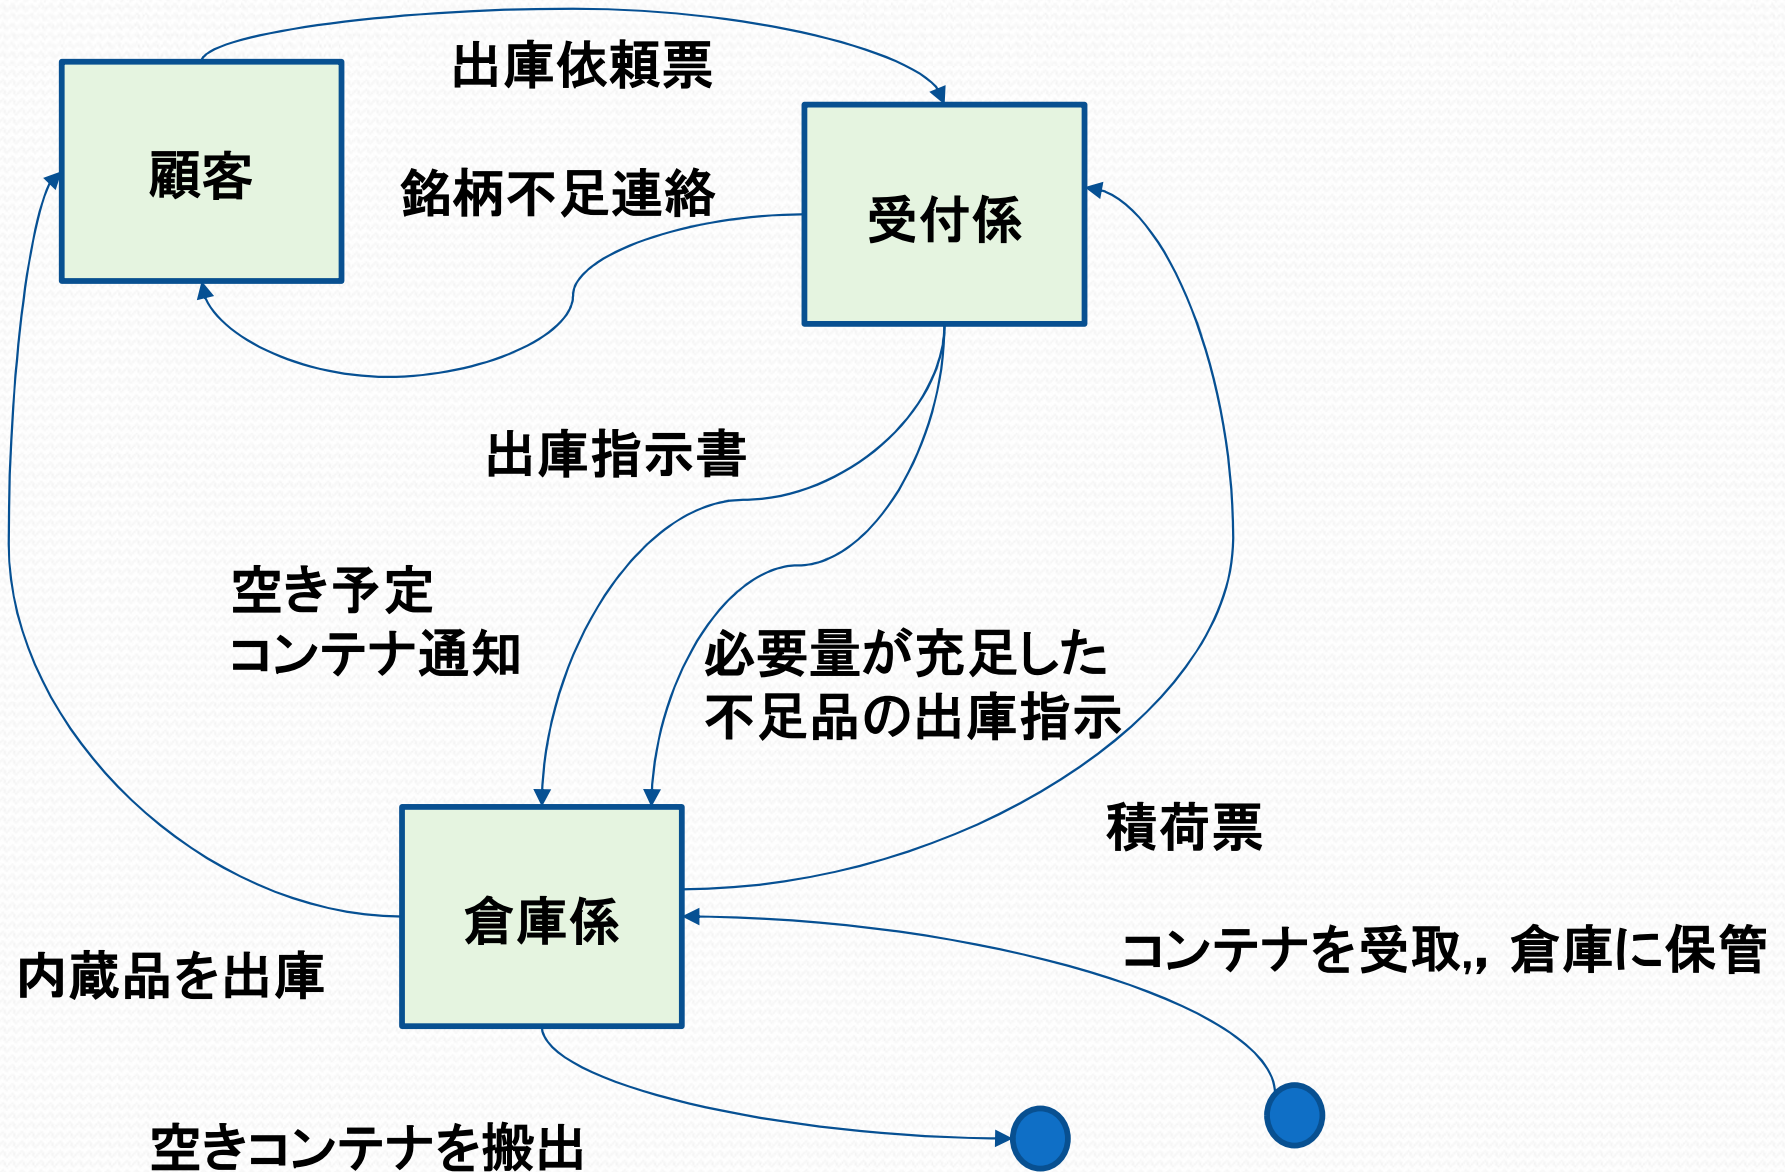 出庫依頼票
顧客
銘柄不足連絡
受付係
出庫指示書
空き予定
コンテナ通知
必要量が充足した
不足品の出庫指示
積荷票
倉庫係
コンテナを受取,, 倉庫に保管
内蔵品を出庫
空きコンテナを搬出